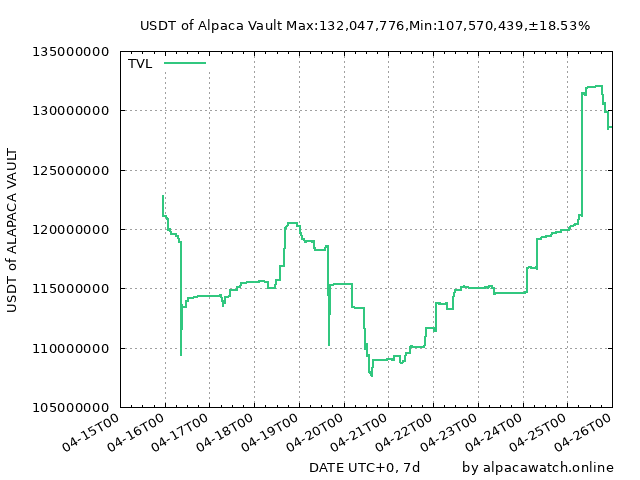 USDT of Alpaca Vault Max:132,047,776,Min:107,570,439,±18.53%
TVL
135000000
130000000
125000000
120000000
115000000
110000000
105000000
USDT of ALAPACA VAULT
04-15T00
04-16T00
04-17T00
04-18T00
04-19T00
04-20T00
04-21T00
04-22T00
04-23T00
04-24T00
04-25T00
04-26T00
DATE UTC+0, 7d
by alpacawatch.online